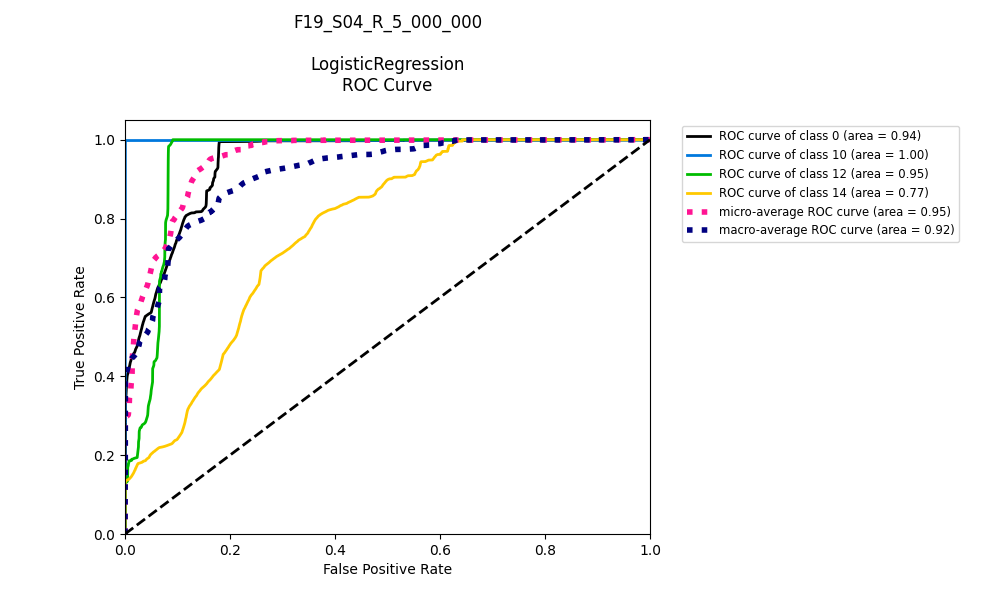 F19_S04_R_5_000_000
LogisticRegression
ROC Curve
ROC curve of class 0 (area = 0.94)
ROC curve of class 10 (area = 1.00)
ROC curve of class 12 (area = 0.95)
ROC curve of class 14 (area = 0.77)
micro-average ROC curve (area = 0.95)
macro-average ROC curve (area = 0.92)
True Positive Rate
1.0
0.8
0.6
0.4
0.2
0.0
0.0 0.2 0.4 0.6 0.8 1.0
False Positive Rate